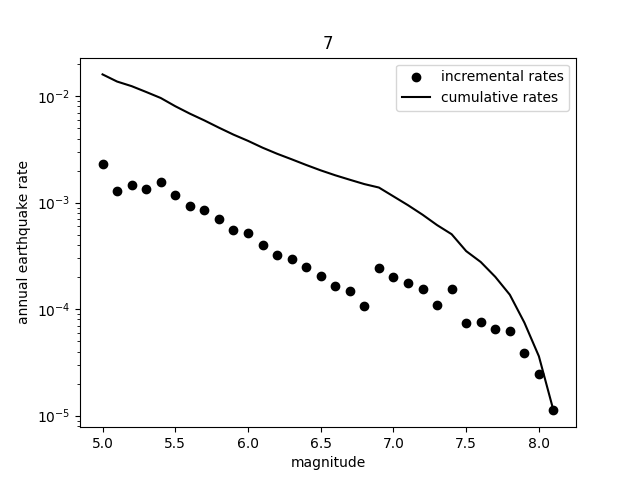 7
incremental rates
cumulative rates
annual earthquake rate
10⁻²
10⁻³
10⁻⁴
10⁻⁵
5.0 5.5 6.0 6.5 7.0 7.5 8.0
magnitude